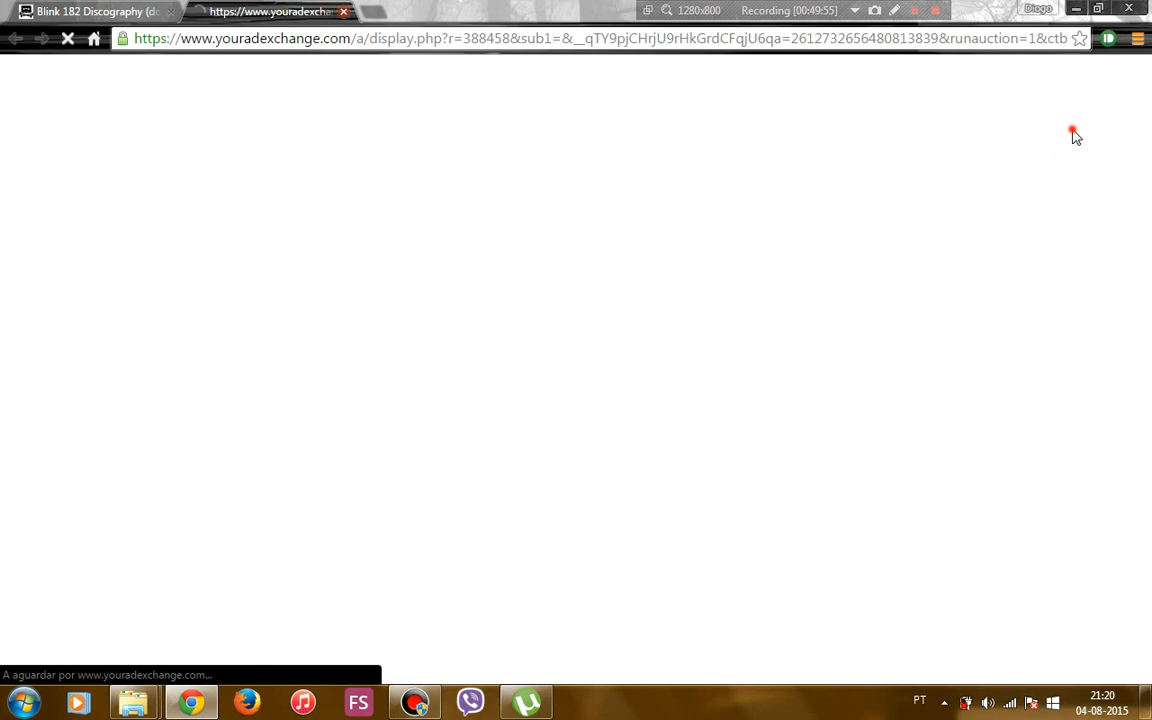 Blink 182 Discography (do
https://www.youradexcha
1280x800
Recording [00:49:55]
Diogo
https://www.youradexchange.com/a/display.php?r=388458&sub1=&__qTY9pjCHrjU9rHkGrdCFqjU6qa=2612732656480813839&runauction=1&ctb
A aguardar por www.youradexchange.com...
FS
PT
21:20
04-08-2015